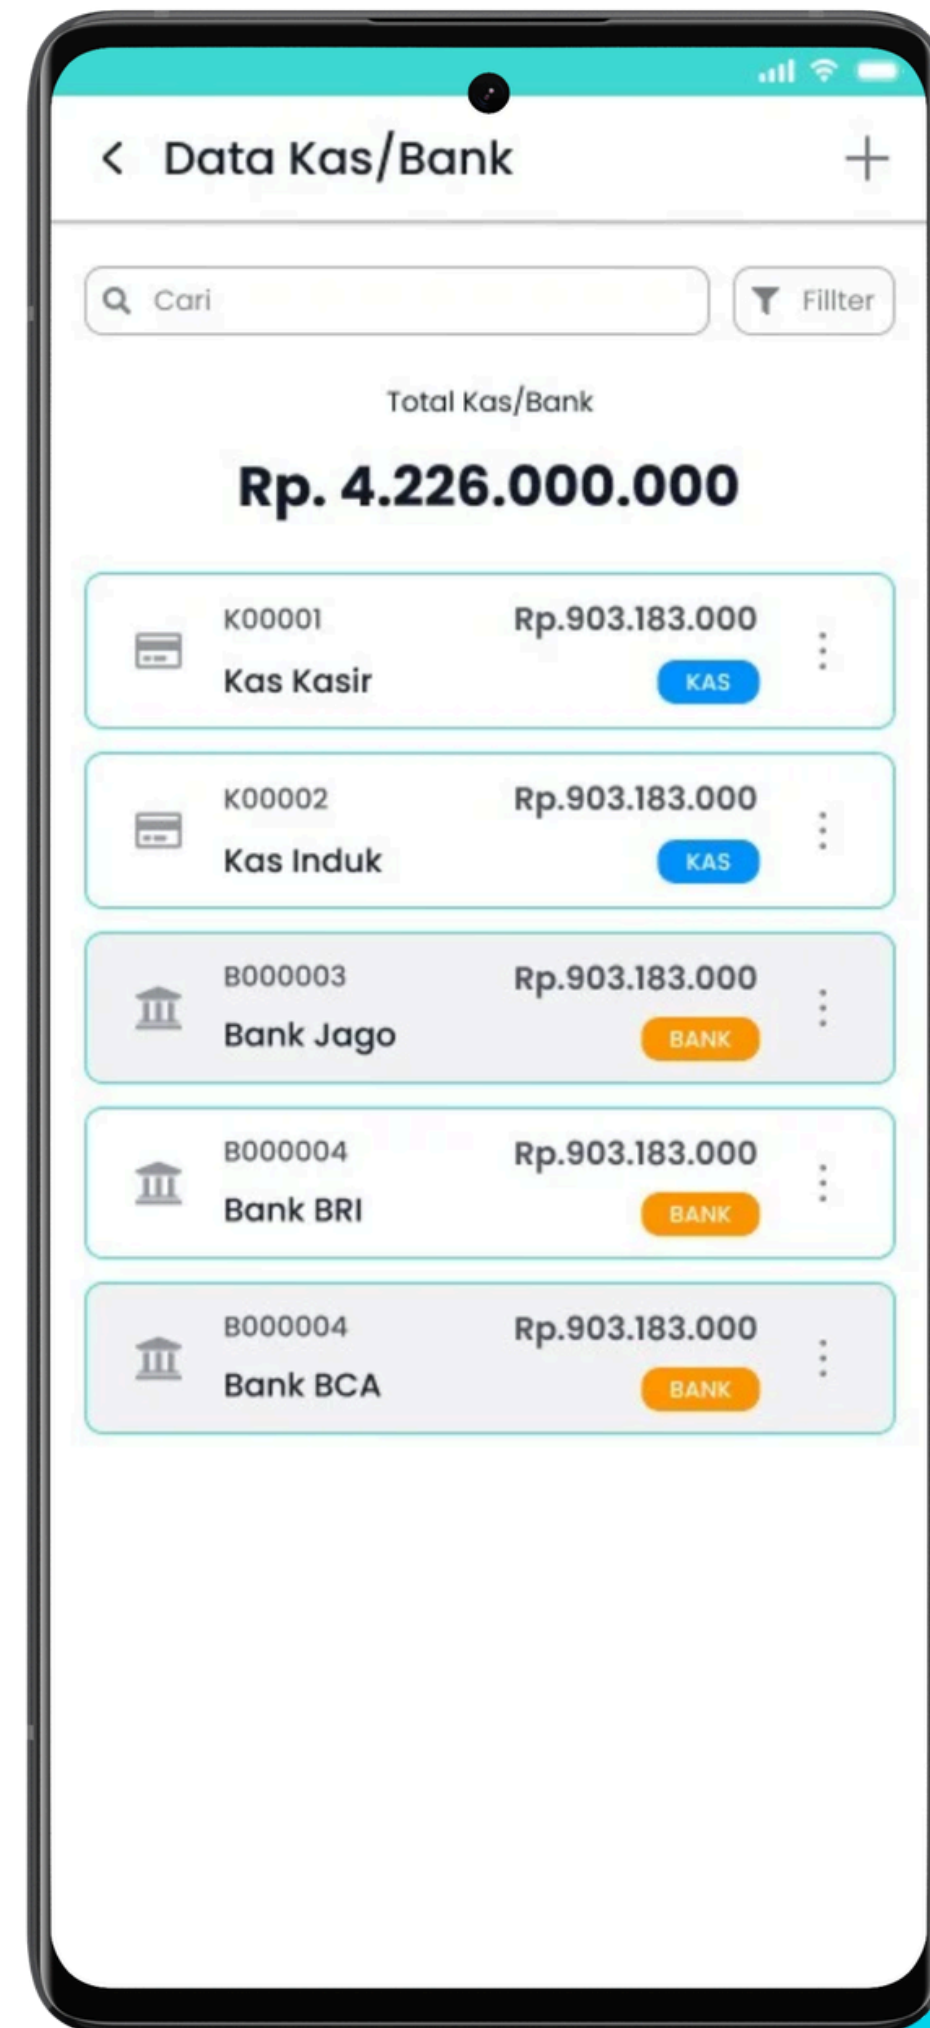 Data Kas/Bank
Cari
Fillter
Total Kas/Bank
Rp. 4.226.000.000
K00001
Rp.903.183.000
Kas Kasir
KAS
K00002
Rp.903.183.000
Kas Induk
KAS
B000003
Rp.903.183.000
Bank Jago
BANK
B000004
Rp.903.183.000
Bank BRI
BANK
B000004
Rp.903.183.000
Bank BCA
BANK